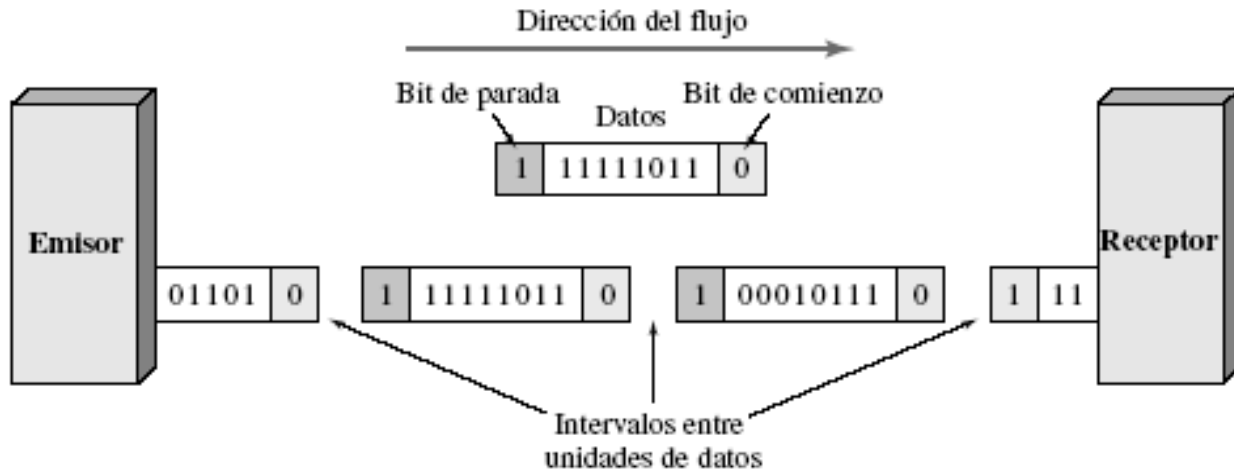 Dirección del flujo
Bit de parada
Bit de comienzo
Datos
1 11111011 0
Emisor
Receptor
01101 0
1 11111011 0
1 00010111 0
1 11
Intervalos entre
unidades de datos